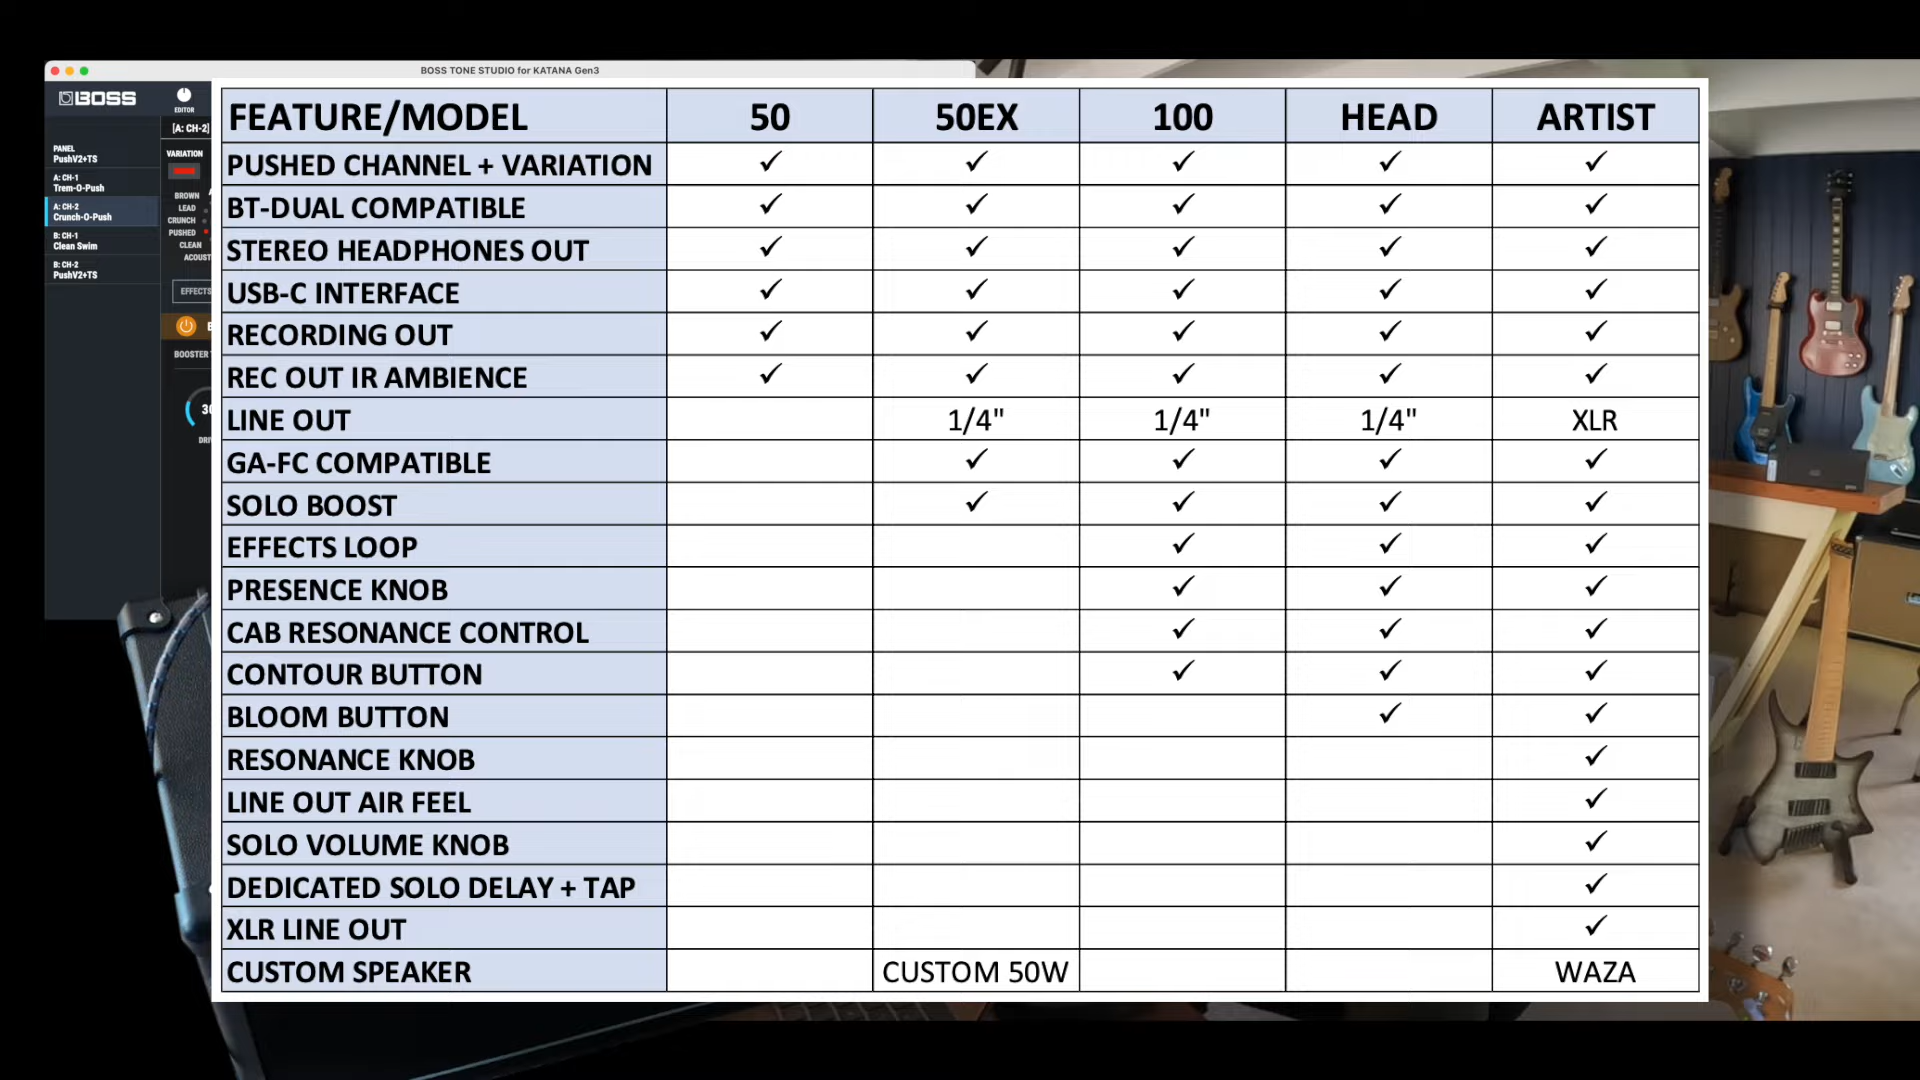 BOSS TONE STUDIO for KATANA Gen3
BOSS
EDITOR
[A: CH-2]
PANEL
PushV2+TS
A: CH-1
Trem-O-Push
A: CH-2
Crunch-O-Push
B: CH-1
Clean Swim
B: CH-2
PushV2+TS
VARIATION
BROWN
LEAD
CRUNCH
PUSHED
CLEAN
EFFECTS
BOOSTER
30
FEATURE/MODEL 50 50EX 100 HEAD ARTIST
PUSHED CHANNEL + VARIATION ✓ ✓ ✓ ✓ ✓
BT-DUAL COMPATIBLE ✓ ✓ ✓ ✓ ✓
STEREO HEADPHONES OUT ✓ ✓ ✓ ✓ ✓
USB-C INTERFACE ✓ ✓ ✓ ✓ ✓
RECORDING OUT ✓ ✓ ✓ ✓ ✓
REC OUT IR AMBIENCE ✓ ✓ ✓ ✓ ✓
LINE OUT 1/4" 1/4" 1/4" XLR
GA-FC COMPATIBLE ✓ ✓ ✓ ✓
SOLO BOOST ✓ ✓ ✓ ✓
EFFECTS LOOP ✓ ✓ ✓
PRESENCE KNOB ✓ ✓ ✓
CAB RESONANCE CONTROL ✓ ✓ ✓
CONTOUR BUTTON ✓ ✓ ✓
BLOOM BUTTON ✓ ✓
RESONANCE KNOB ✓
LINE OUT AIR FEEL ✓
SOLO VOLUME KNOB ✓
DEDICATED SOLO DELAY + TAP ✓
XLR LINE OUT ✓
CUSTOM SPEAKER CUSTOM 50W WAZA